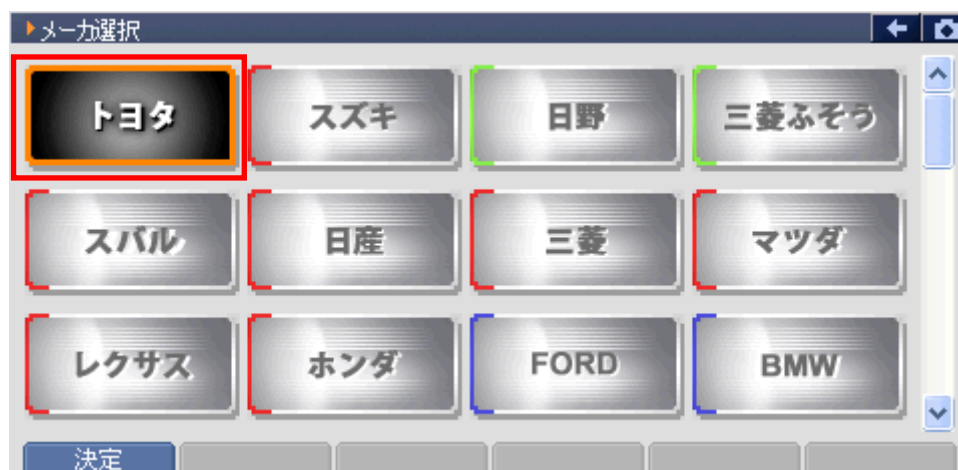 メーカ選択
トヨタ スズキ 日野 三菱ふそう
スバル 日産 三菱 マツダ
レクサス ホンダ FORD BMW
決定